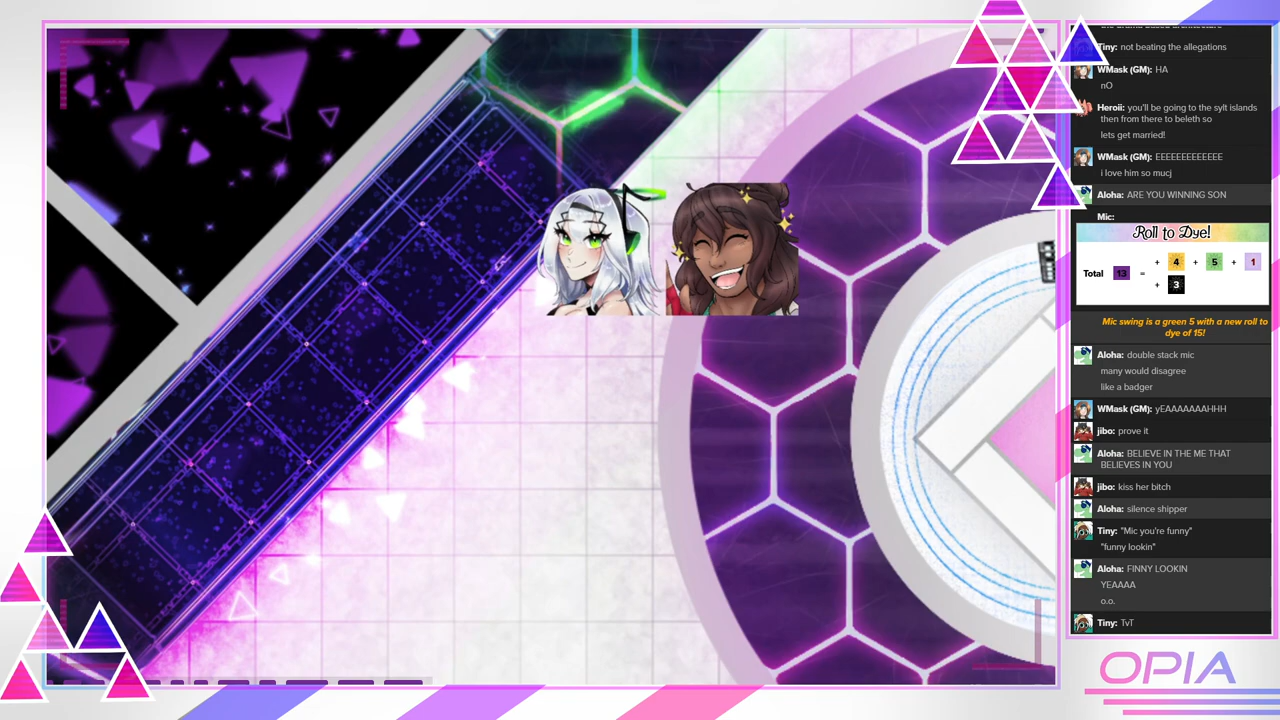 Tiny: not beating the allegations
WMask (GM): HA
nO
Heroii: you'll be going to the sylt islands
then from there to beleth so
lets get married!
WMask (GM): EEEEEEEEEEEEE
i love him so mucj
Aloha: ARE YOU WINNING SON
Mic:
Roll to Dye!
Total 13 = + 4 + 5 + 1
+ 3
Mic swing is a green 5 with a new roll to
dye of 15!
Aloha: double stack mic
many would disagree
like a badger
WMask (GM): yEAAAAAAAHHH
jibo: prove it
Aloha: BELIEVE IN THE ME THAT
BELIEVES IN YOU
jibo: kiss her bitch
Aloha: silence shipper
Tiny: "Mic you're funny"
"funny lookin"
Aloha: FINNY LOOKIN
YEAAAA
o.o.
Tiny: TvT
OPIA